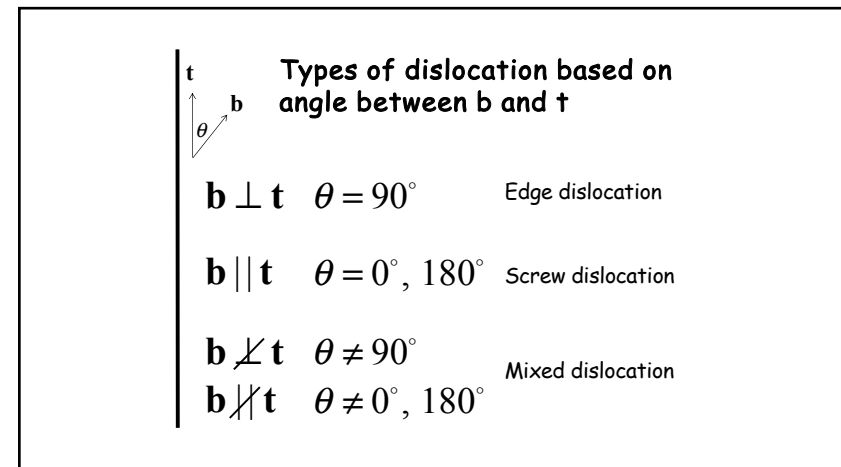 t
Types of dislocation based on
b angle between b and t
θ
b ⊥ t θ = 90° Edge dislocation
b || t θ = 0°, 180° Screw dislocation
b ⊥̸ t θ ≠ 90°
Mixed dislocation
b ∦ t θ ≠ 0°, 180°